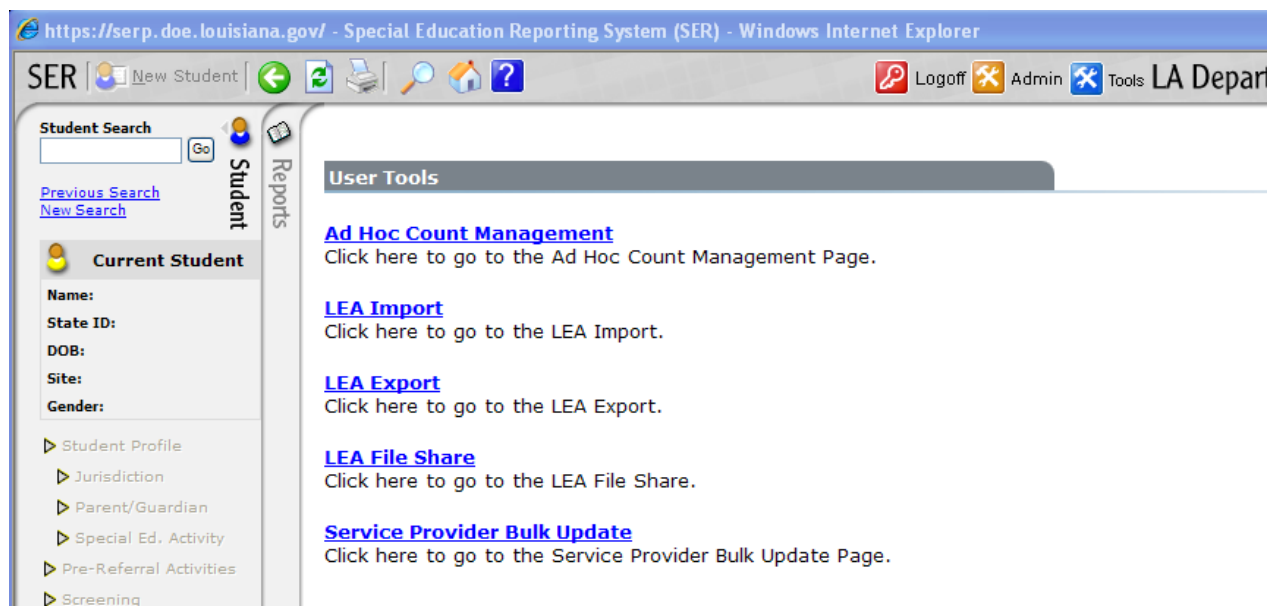 https://serp.doe.louisiana.gov/ - Special Education Reporting System (SER) - Windows Internet Explorer
SER New Student ? Logoff Admin Tools LA Depart
Student Search
Go
Previous Search
New Search
Student
Reports
Current Student
Name:
State ID:
DOB:
Site:
Gender:
Student Profile
Jurisdiction
Parent/Guardian
Special Ed. Activity
Pre-Referral Activities
Screening
User Tools
Ad Hoc Count Management
Click here to go to the Ad Hoc Count Management Page.
LEA Import
Click here to go to the LEA Import.
LEA Export
Click here to go to the LEA Export.
LEA File Share
Click here to go to the LEA File Share.
Service Provider Bulk Update
Click here to go to the Service Provider Bulk Update Page.